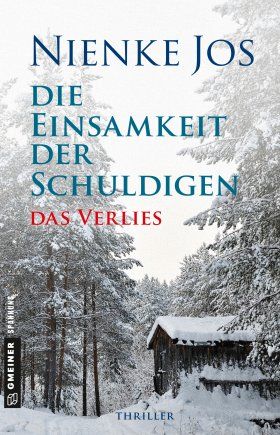 NIENKE JOS
DIE
EINSAMKEIT
DER
SCHULDIGEN
DAS VERLIES
GMEINER SPANNUNG
THRILLER